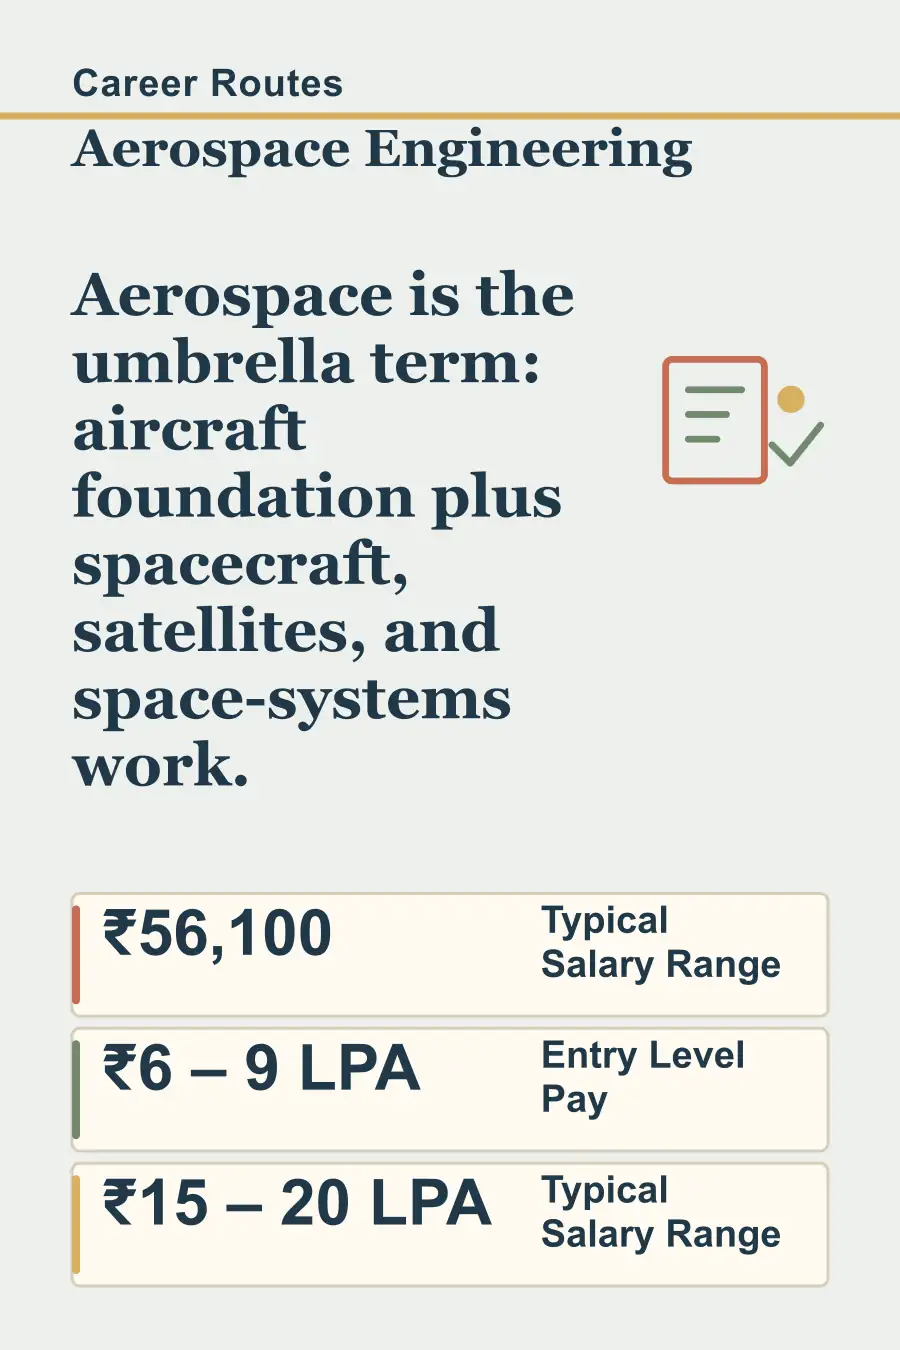 Career Routes
Aerospace Engineering
Aerospace is the
umbrella term:
aircraft
foundation plus
spacecraft,
satellites, and
space-systems
work.
₹56,100
Typical
Salary Range
₹6 – 9 LPA
Entry Level
Pay
₹15 – 20 LPA
Typical
Salary Range